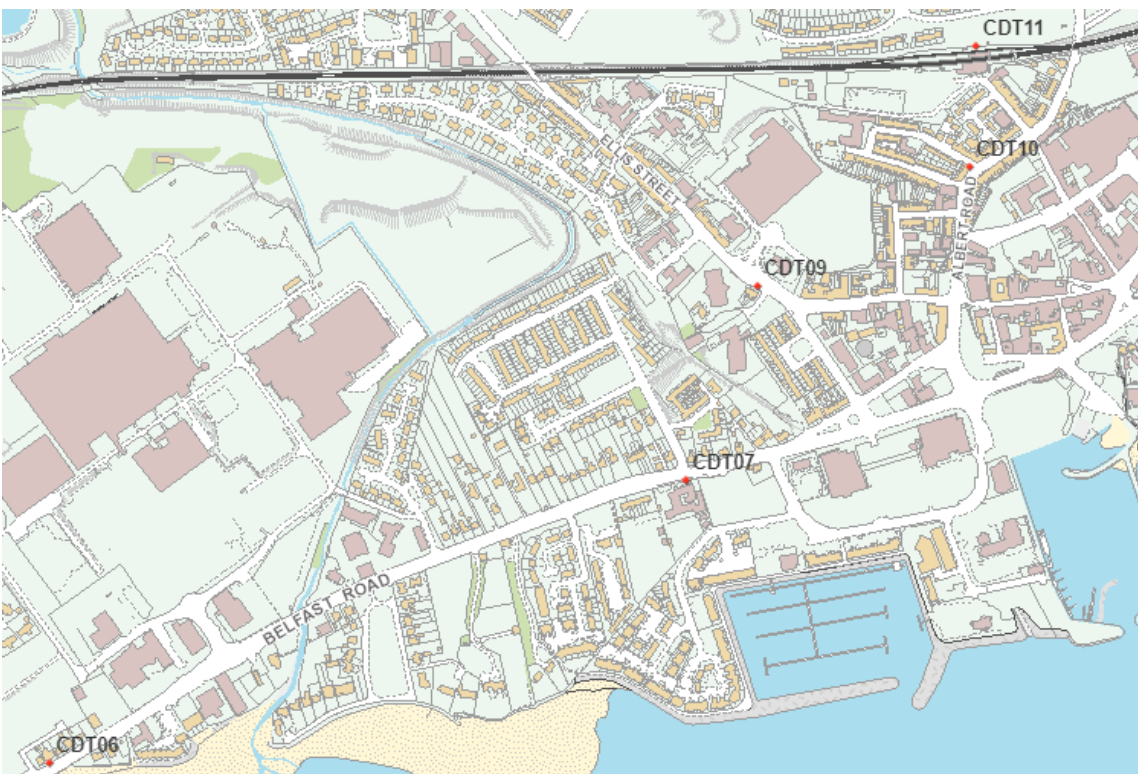 CDT11
ELLIS STREET
CDT10
ALBERT ROAD
CDT09
CDT07
BELFAST ROAD
CDT06